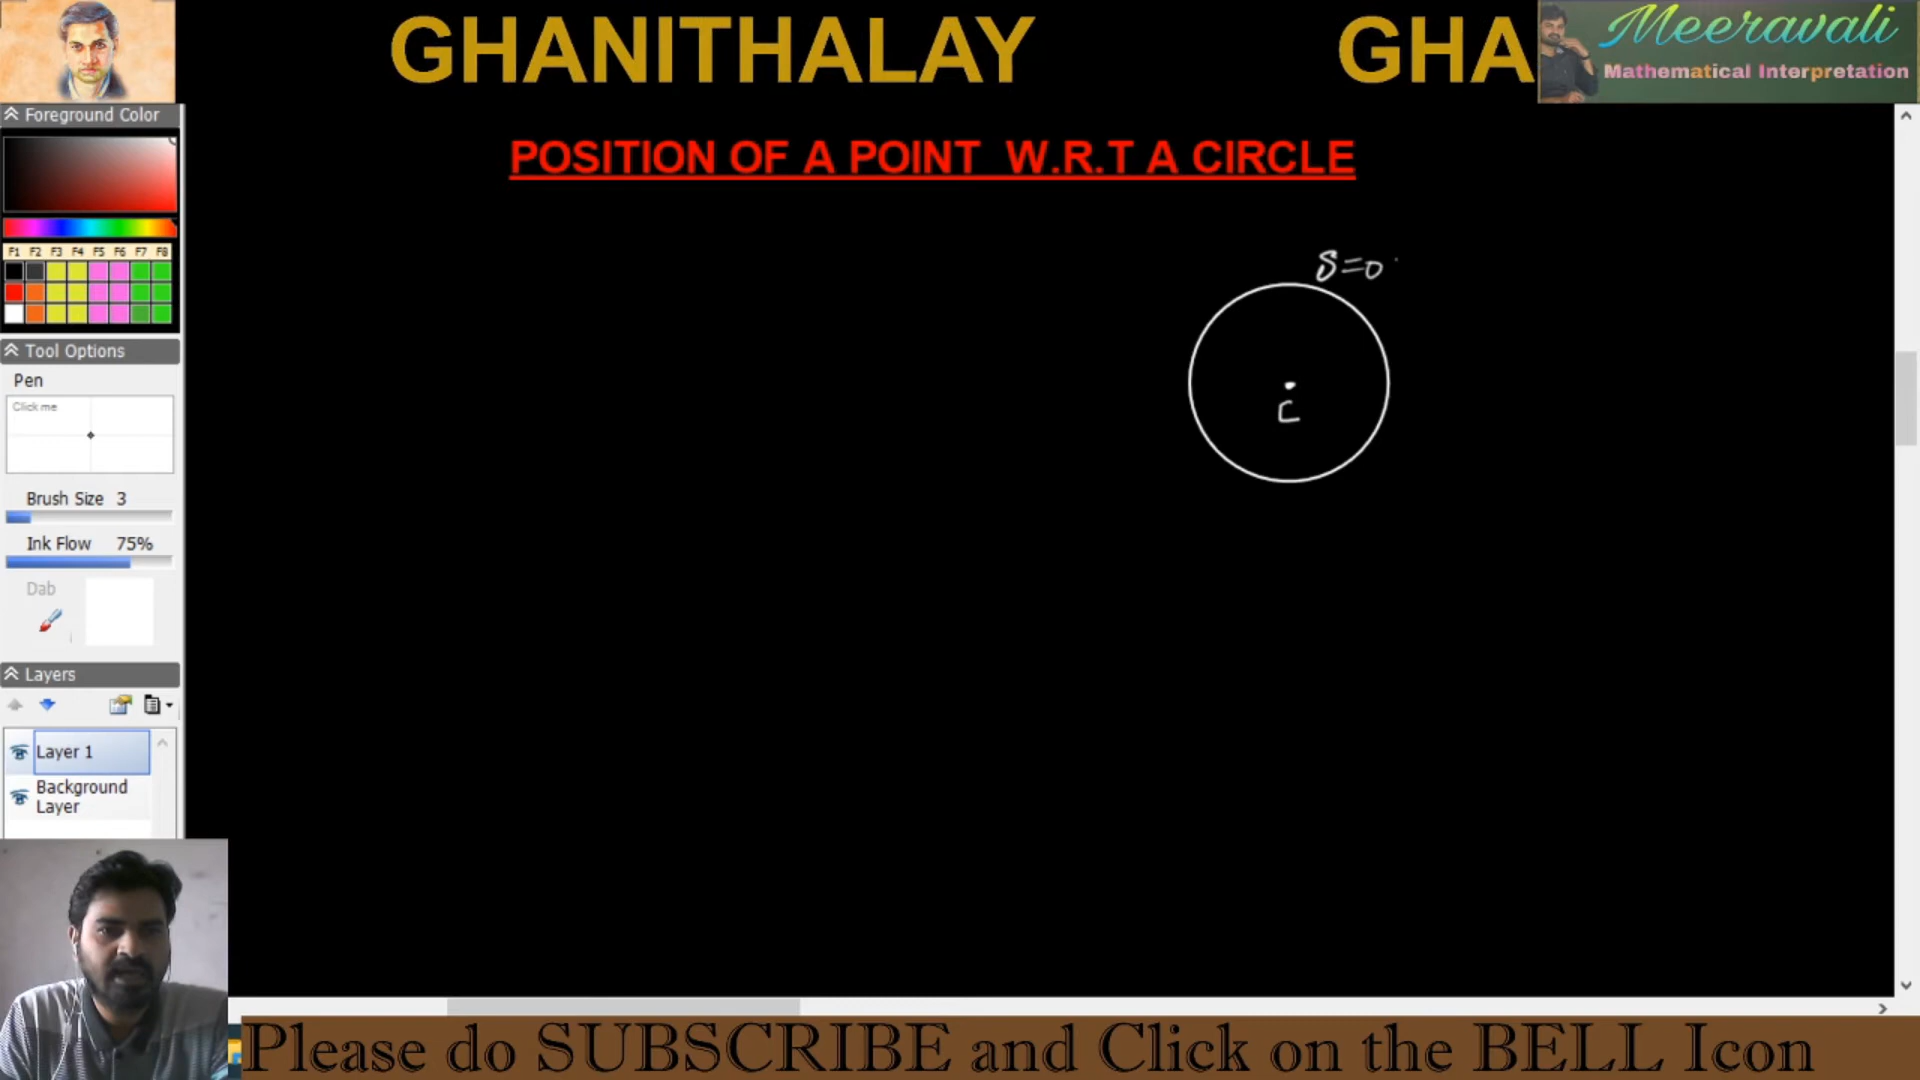 GHANITHALAY GHA
Meeravali
Mathematical Interpretation
Foreground Color
POSITION OF A POINT W.R.T A CIRCLE
F1 F2 F3 F4 F5 F6 F7 F8
S=0
Tool Options
Pen
Click me
C
Brush Size 3
Ink Flow 75%
Dab
Layers
Layer 1
Background
Layer
Please do SUBSCRIBE and Click on the BELL Icon